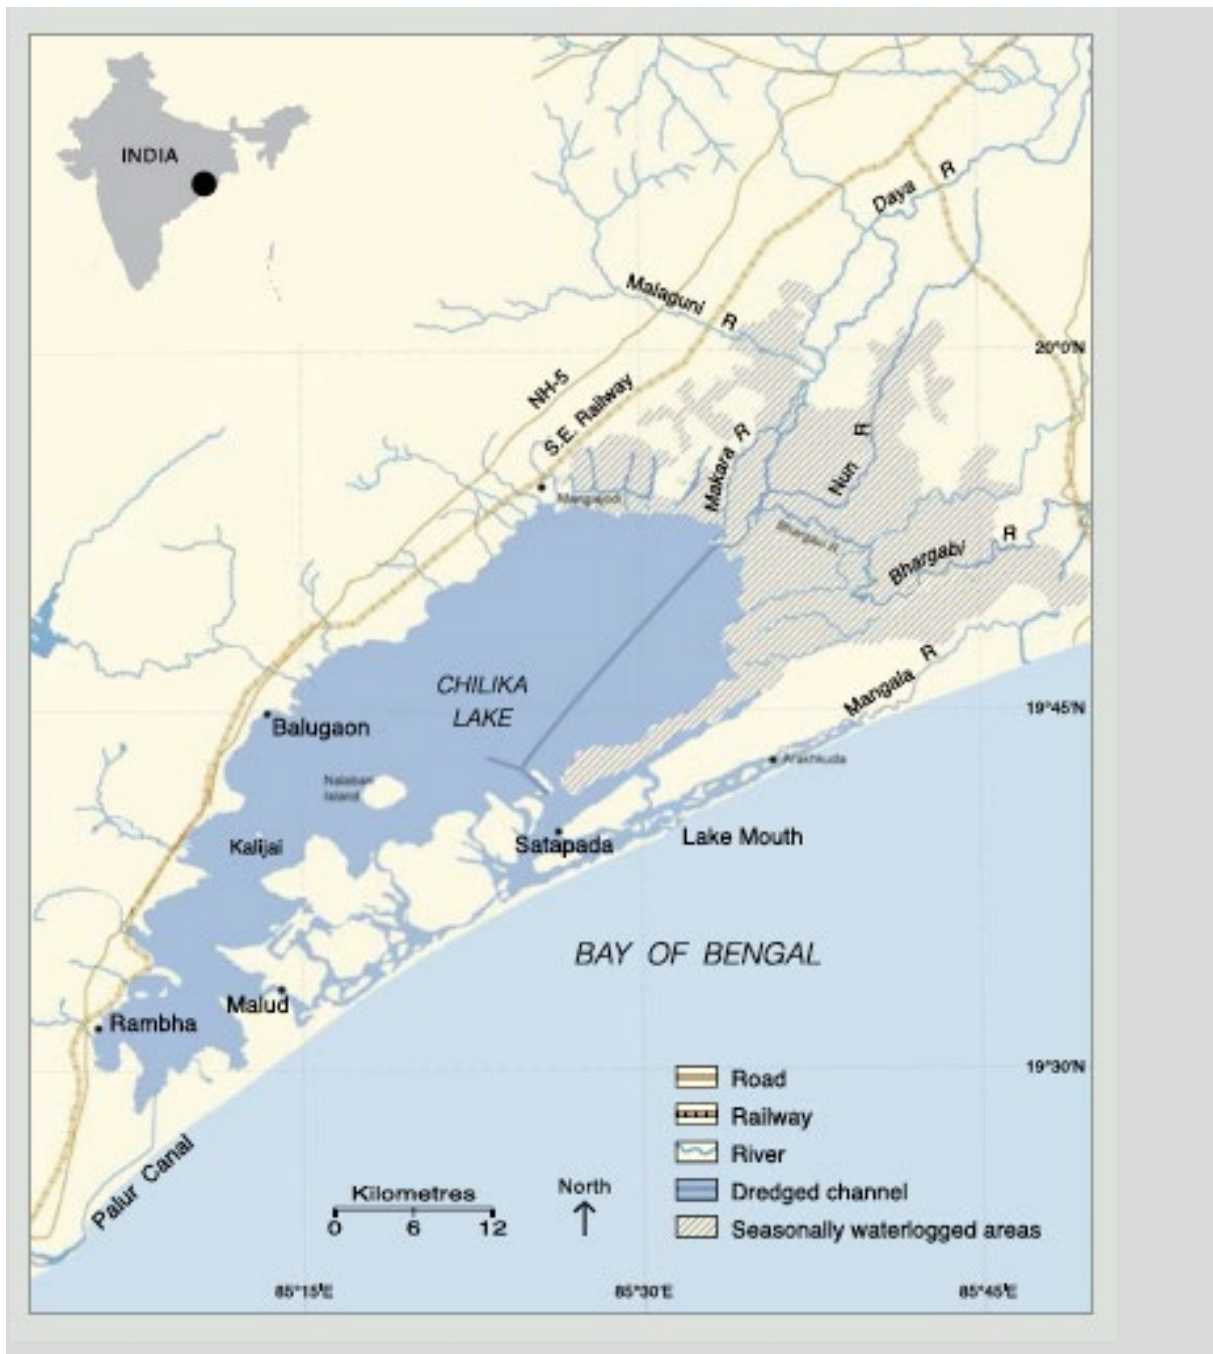 INDIA
Daya R
Malaguni R
20°0'N
NH-5
S.E. Railway
Makara R
Nun R
Bhargavi R
Bhargabi R
CHILIKA
LAKE
Mangala R
19°45'N
Balugaon
Arakhkuda
Nalaban
Island
Kalijai
Satapada
Lake Mouth
BAY OF BENGAL
Malud
Rambha
19°30'N
Road
Railway
River
Dredged channel
Seasonally waterlogged areas
Palur Canal
Kilometres
0 6 12
North
85°15'E 85°30'E 85°45'E